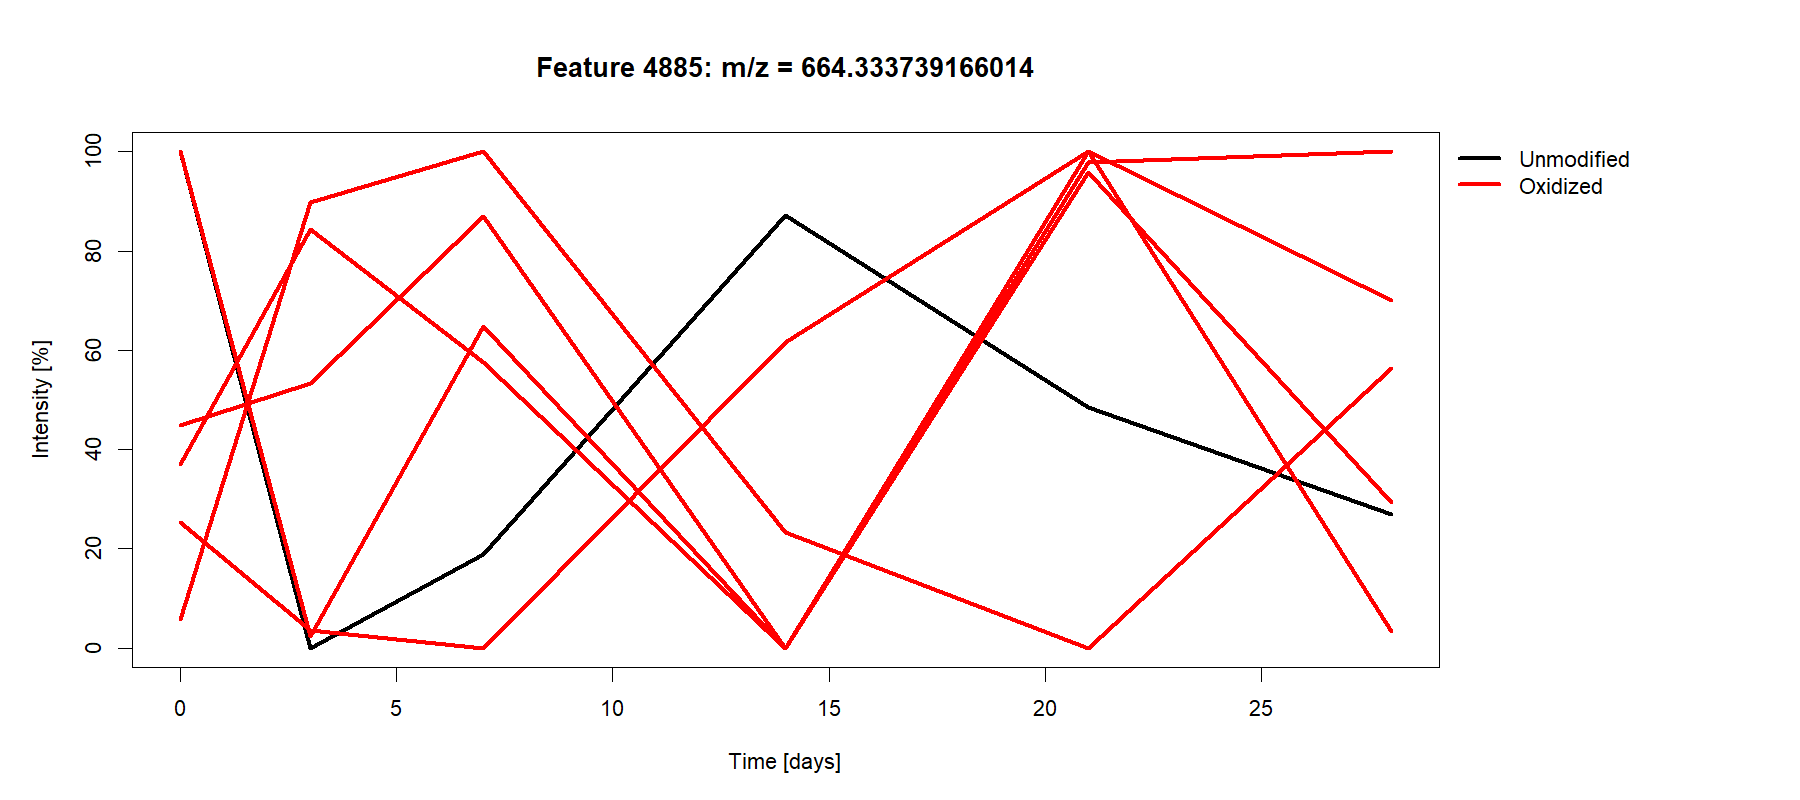 Feature 4885: m/z = 664.333739166014
Unmodified
Oxidized
Intensity [%]
100
80
60
40
20
0
0 5 10 15 20 25
Time [days]